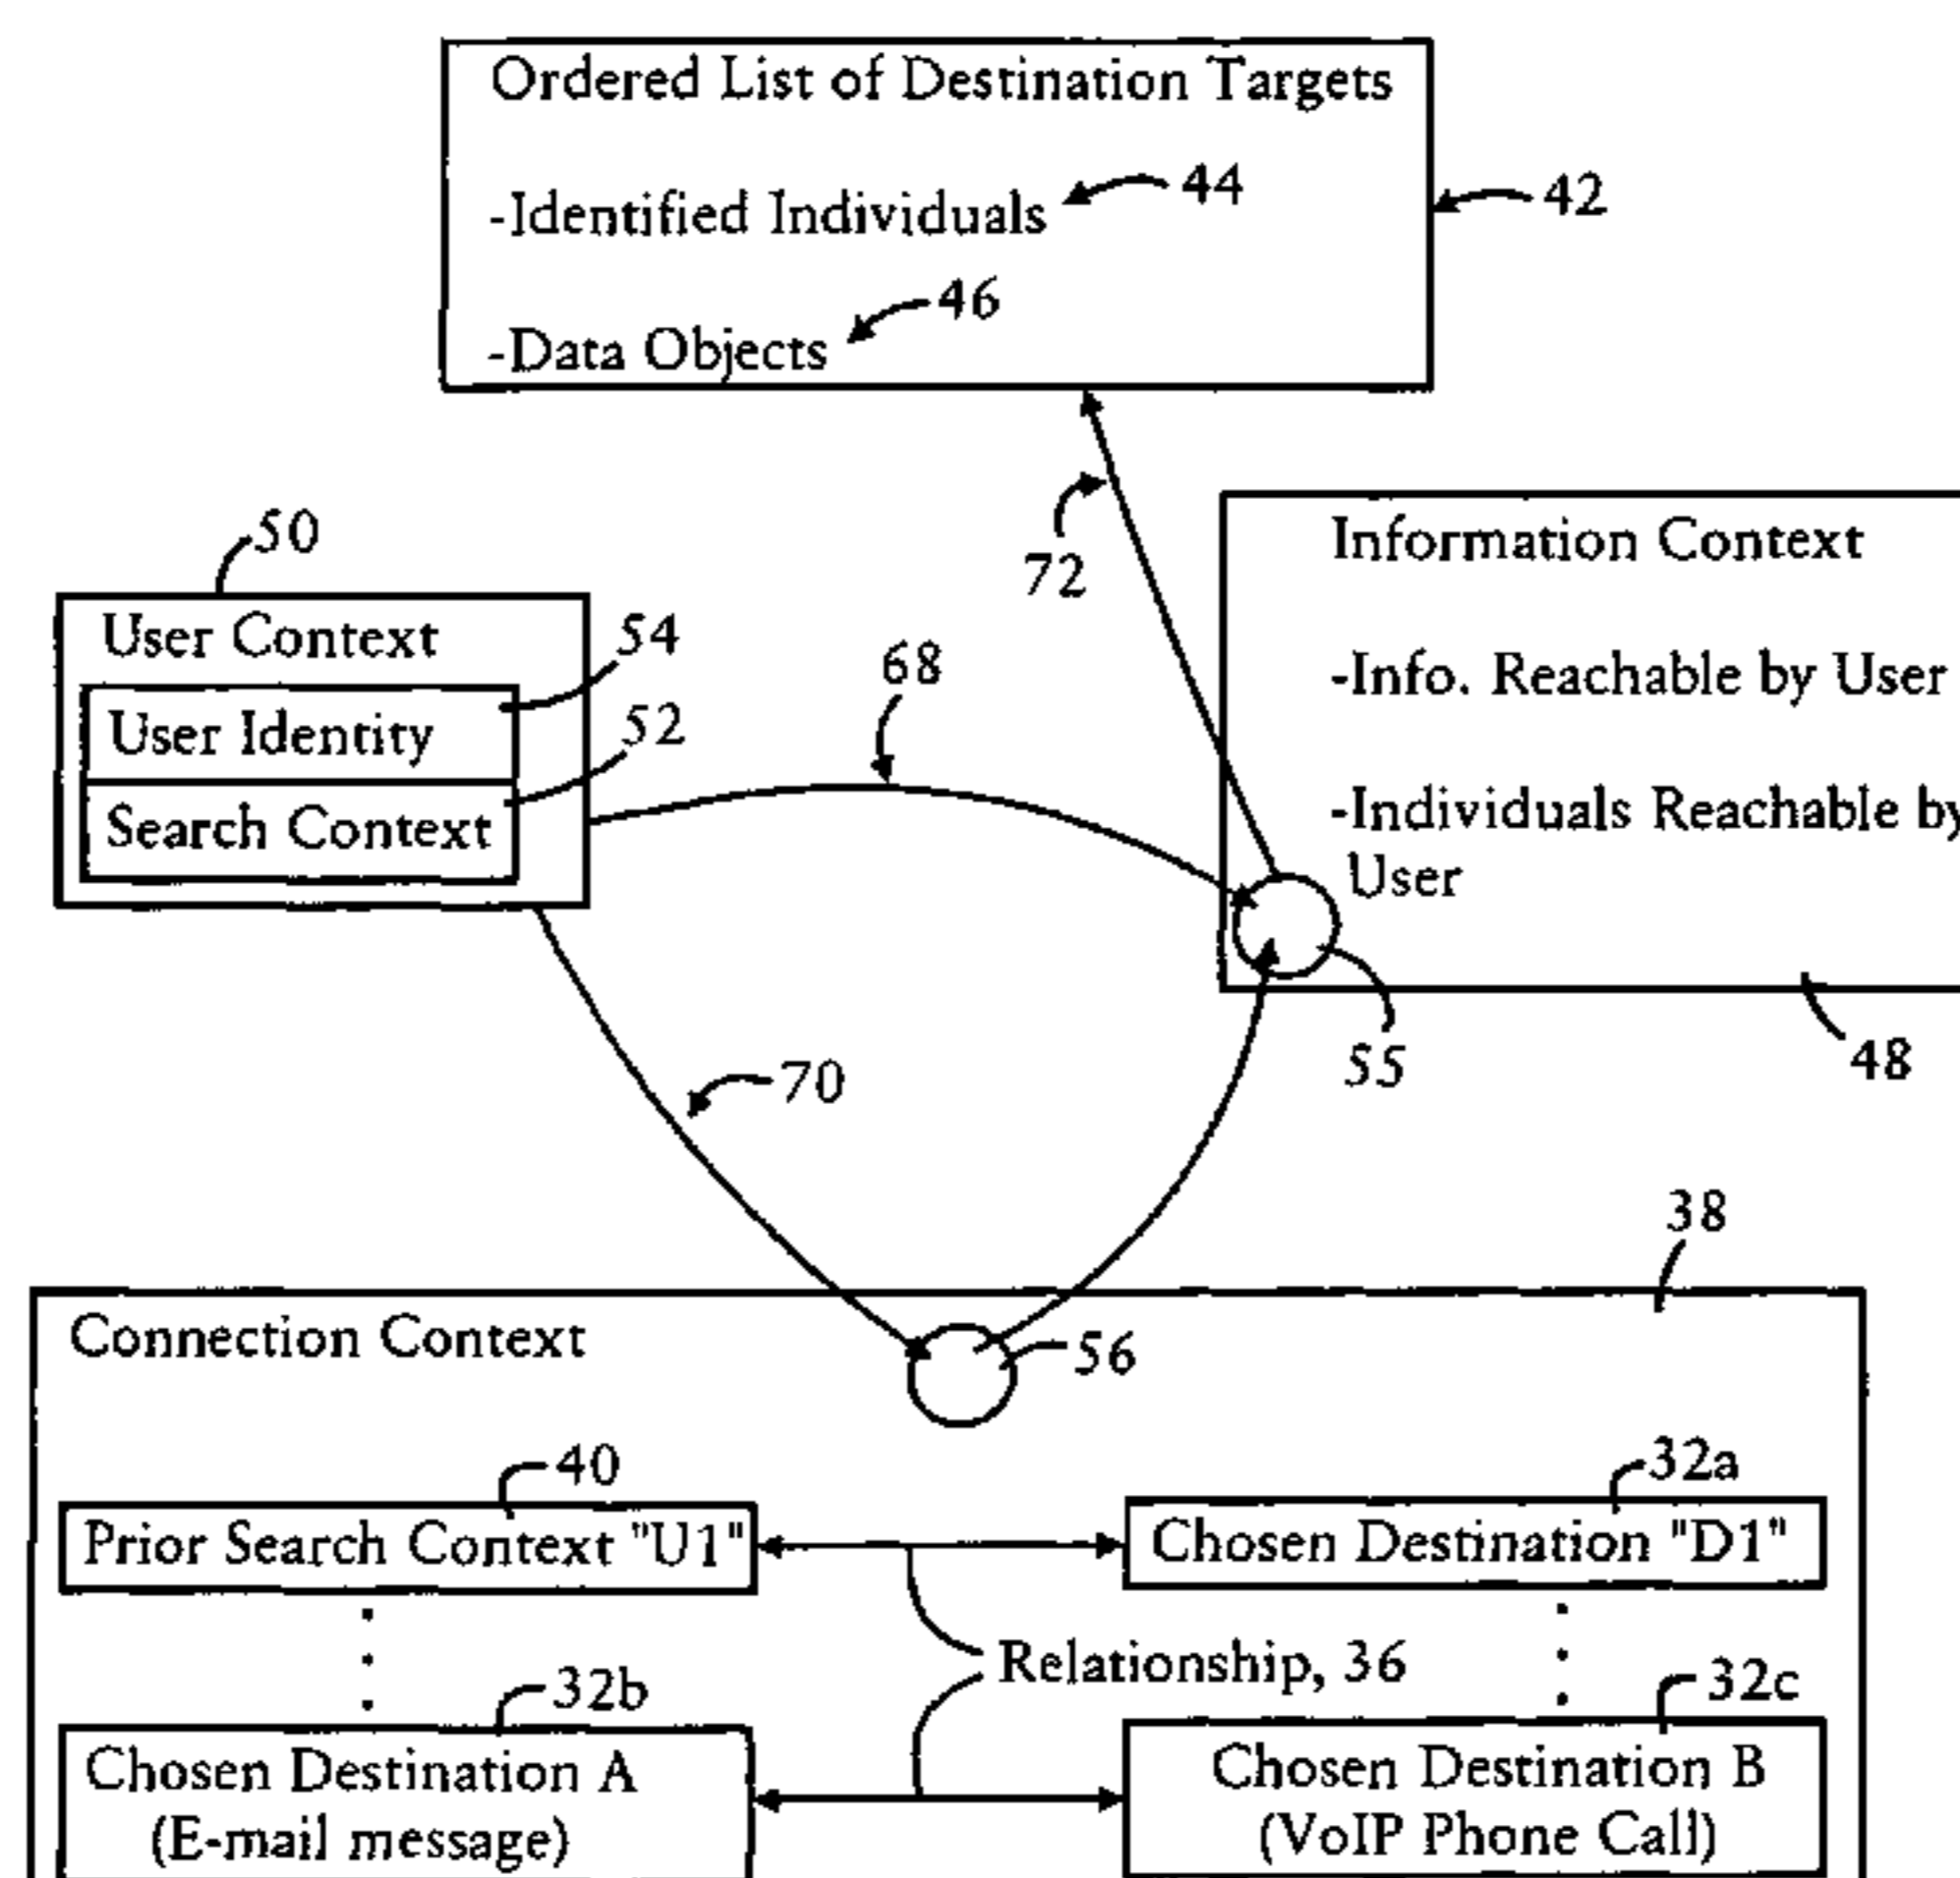 Ordered List of Destination Targets
-Identified Individuals
44
42
-Data Objects
46
50
User Context
54
User Identity
52
Search Context
68
72
Information Context
-Info. Reachable by User
-Individuals Reachable by
User
55
48
70
38
Connection Context
56
40
32a
Prior Search Context "U1"
Chosen Destination "D1"
Relationship, 36
32b
32c
Chosen Destination A
(E-mail message)
Chosen Destination B
(VoIP Phone Call)